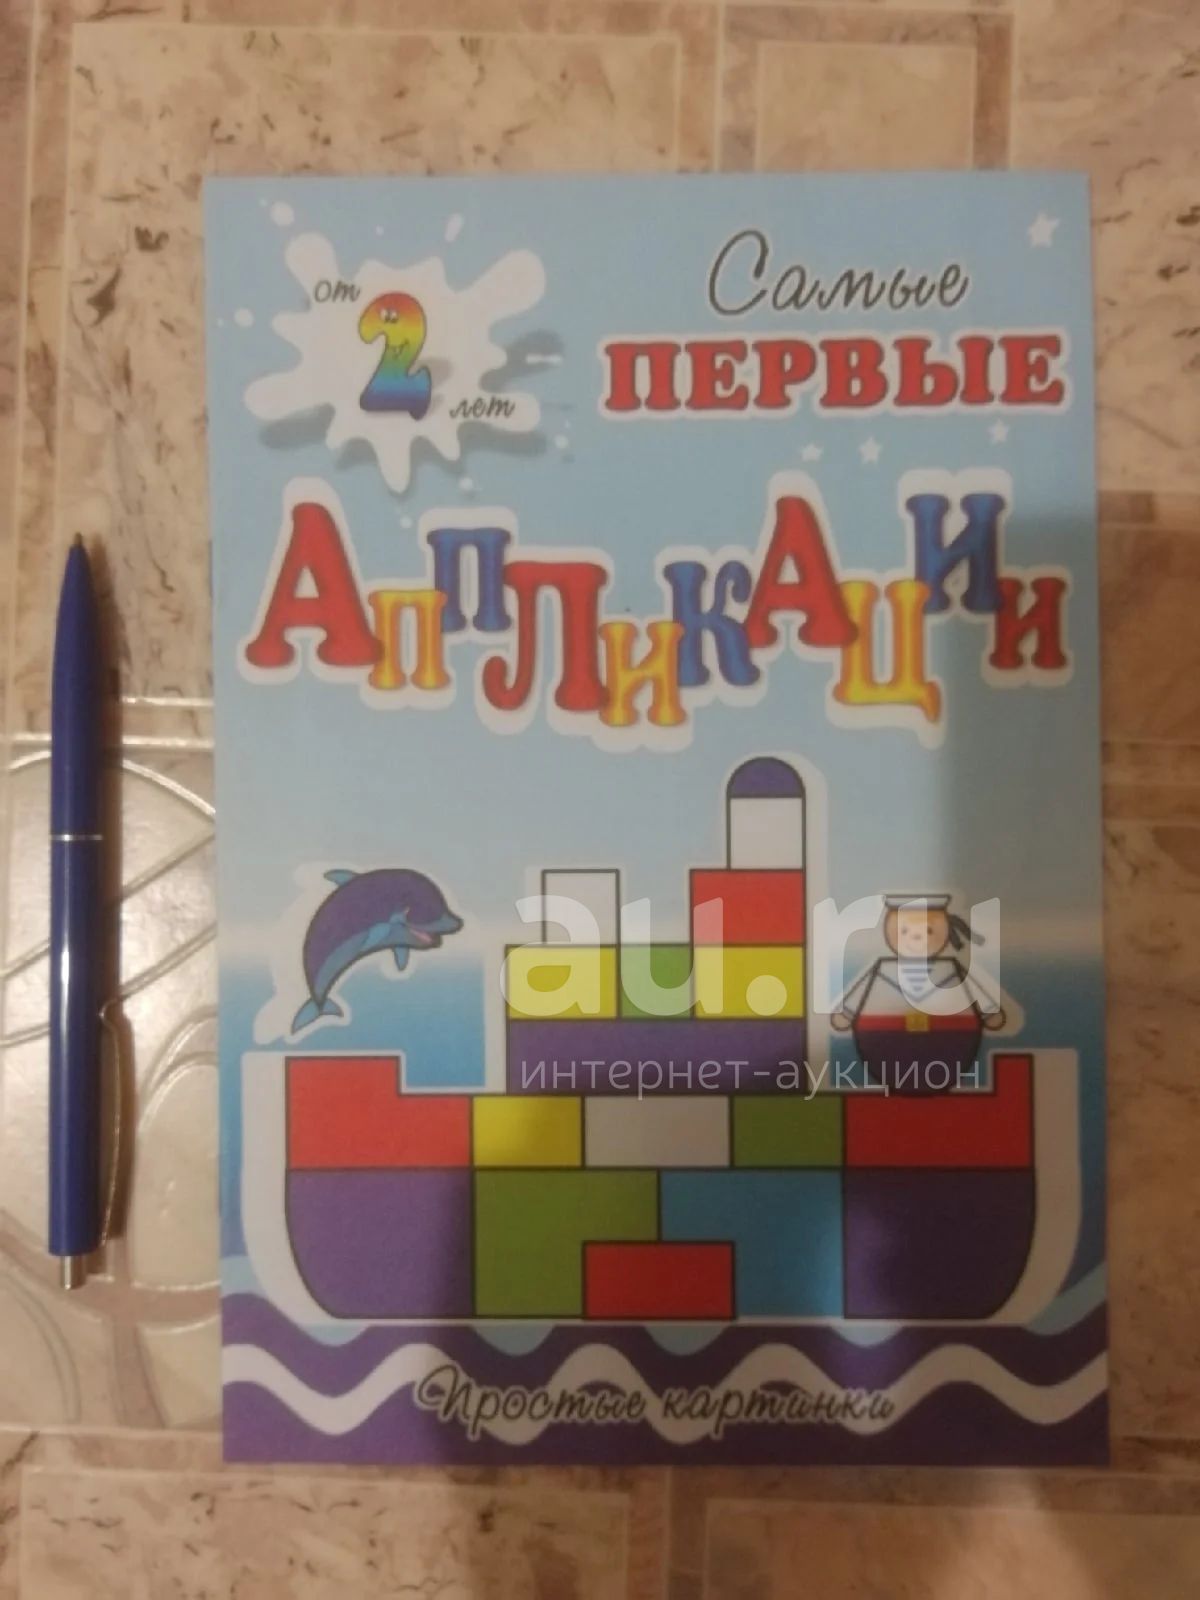 от
2
лет
Самые
ПЕРВЫЕ
АппЛикАцИи
au.ru
интернет-аукцион
Простые картинки